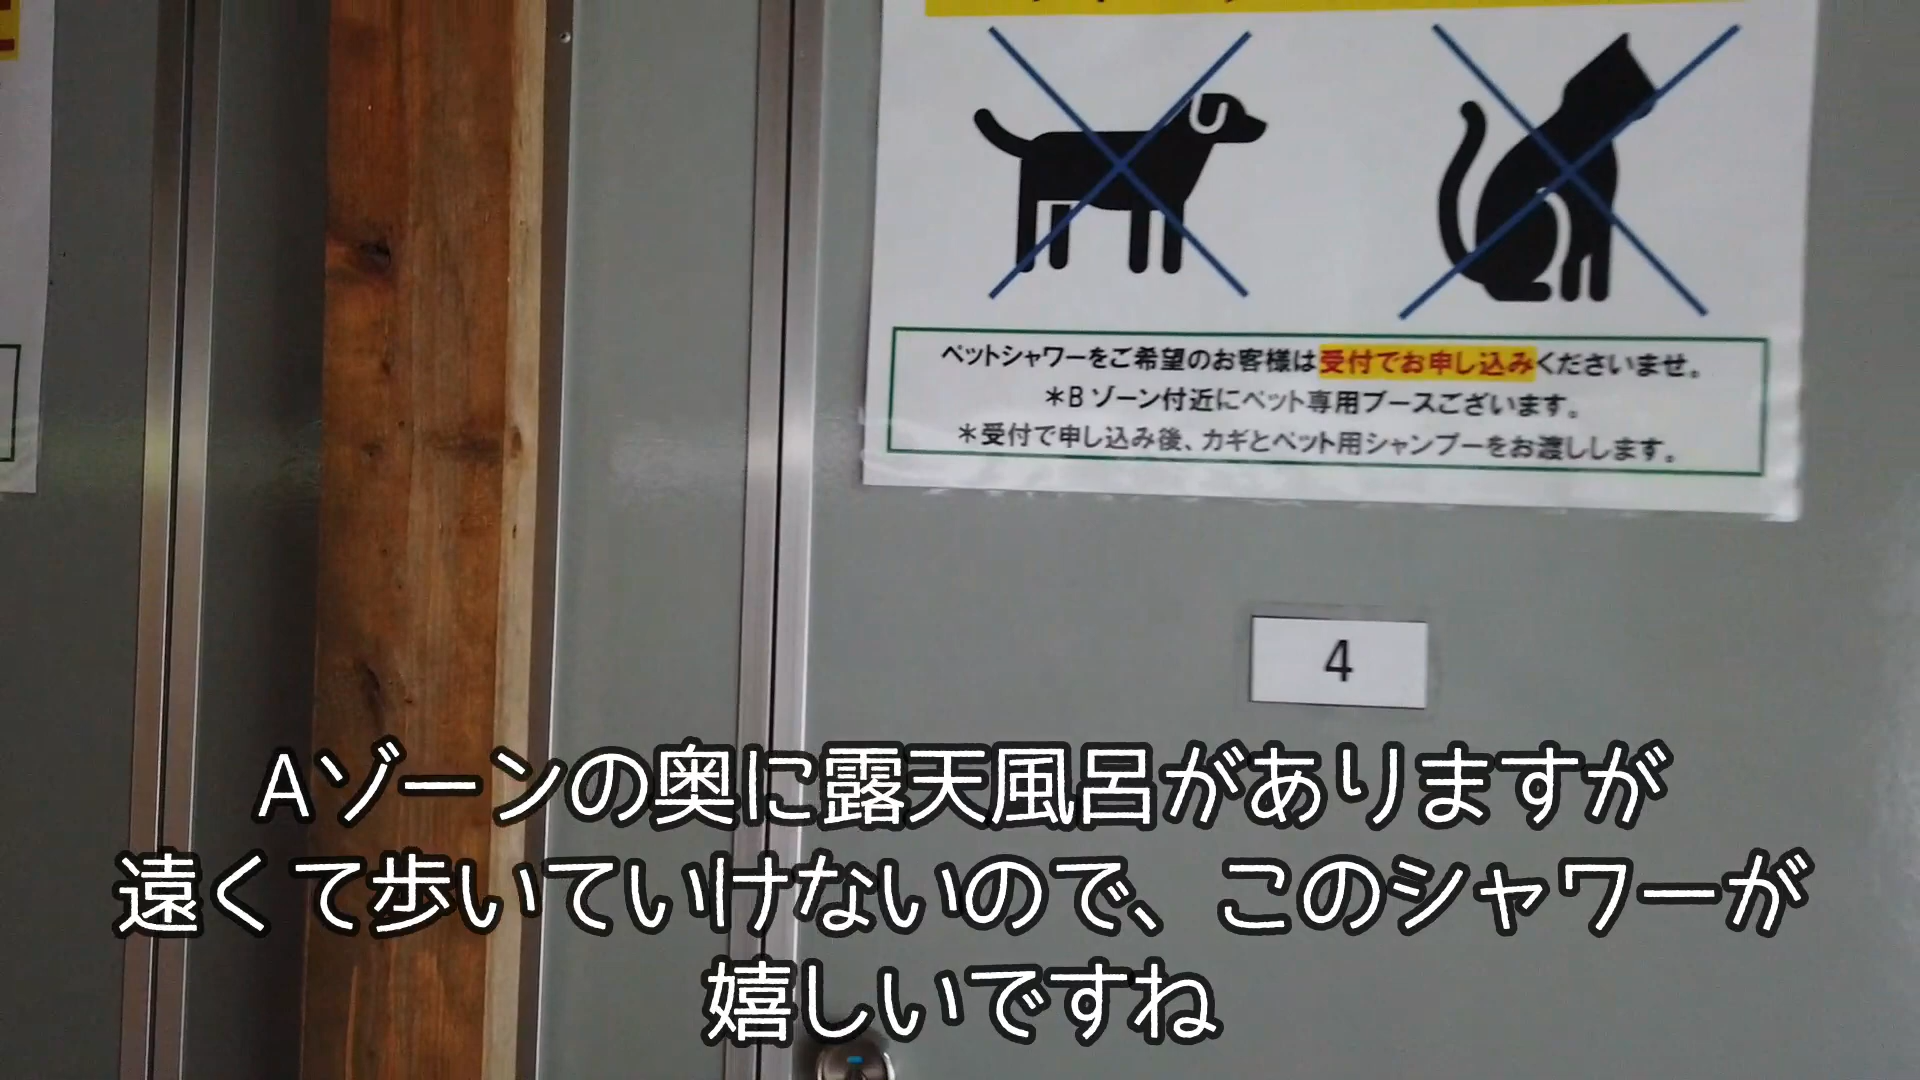 ペットシャワーをご希望のお客様は受付でお申し込みくださいませ。
＊Bゾーン付近にペット専用ブースございます。
＊受付で申し込み後、カギとペット用シャンプーをお渡しします。
4
Aゾーンの奥に露天風呂がありますが
遠くて歩いていけないので、このシャワーが
嬉しいですね